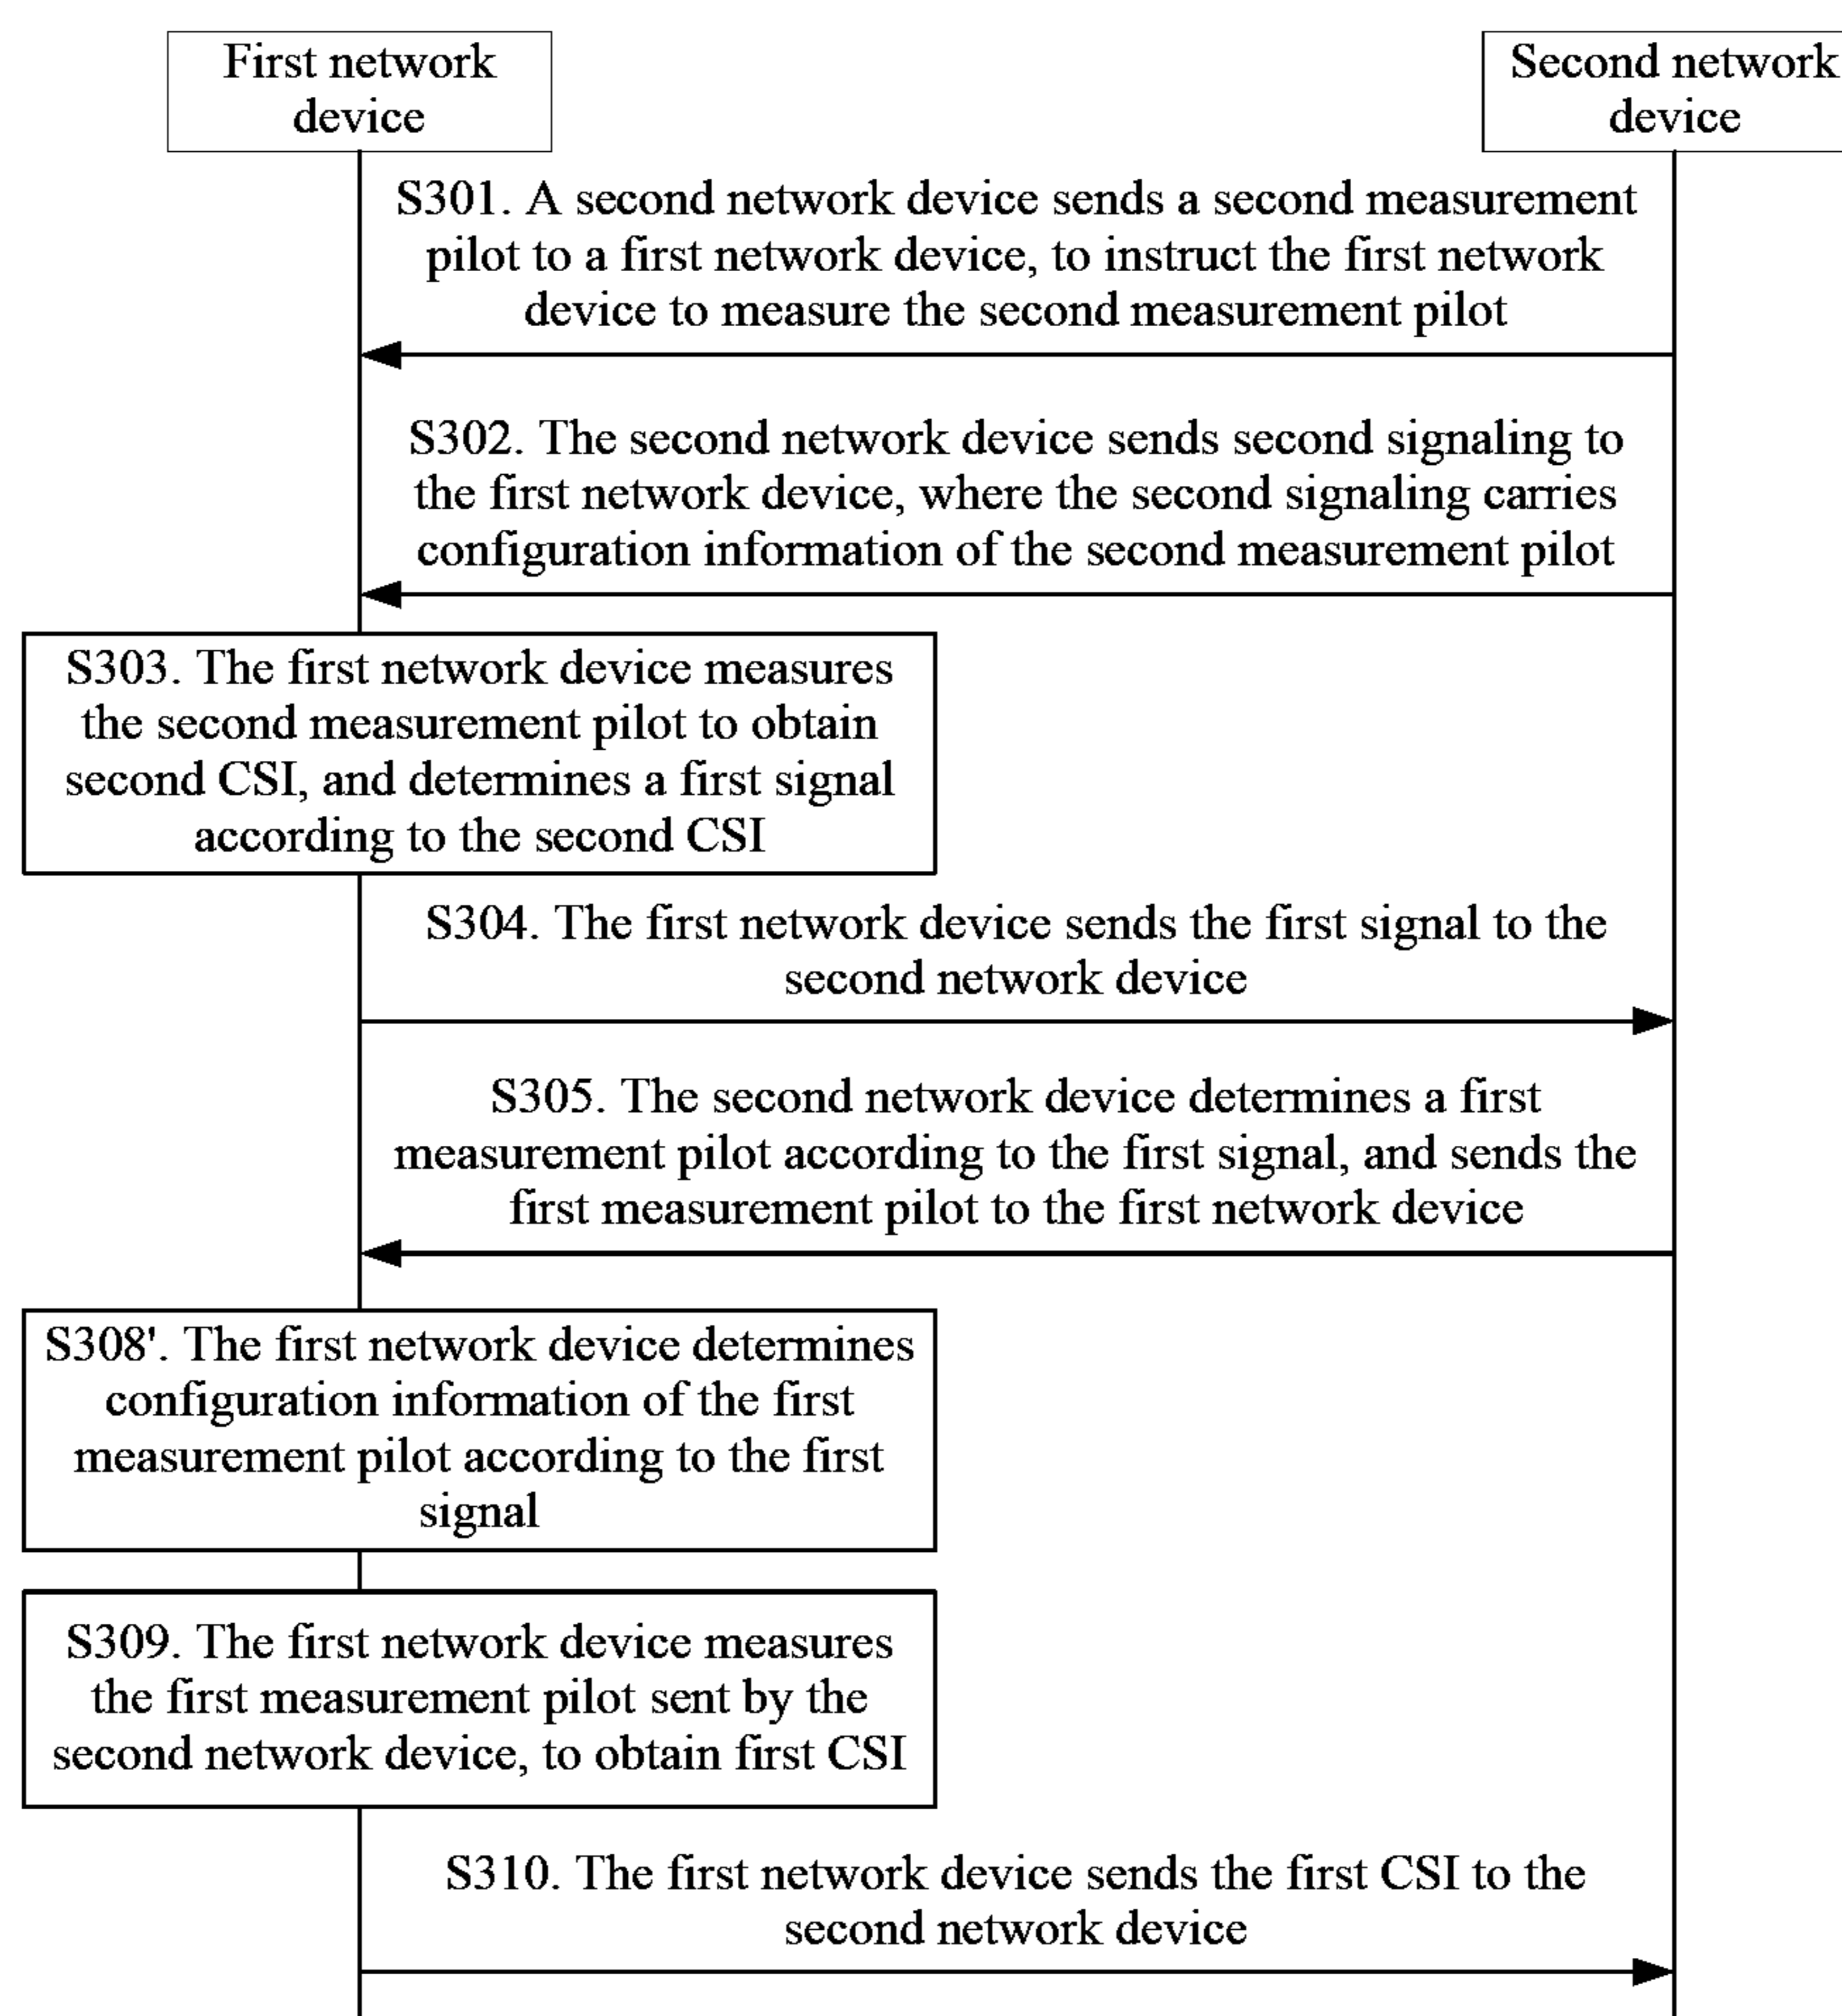 First network
device
Second network
device
S301. A second network device sends a second measurement
pilot to a first network device, to instruct the first network
device to measure the second measurement pilot
S302. The second network device sends second signaling to
the first network device, where the second signaling carries
configuration information of the second measurement pilot
S303. The first network device measures
the second measurement pilot to obtain
second CSI, and determines a first signal
according to the second CSI
S304. The first network device sends the first signal to the
second network device
S305. The second network device determines a first
measurement pilot according to the first signal, and sends the
first measurement pilot to the first network device
S308'. The first network device determines
configuration information of the first
measurement pilot according to the first
signal
S309. The first network device measures
the first measurement pilot sent by the
second network device, to obtain first CSI
S310. The first network device sends the first CSI to the
second network device